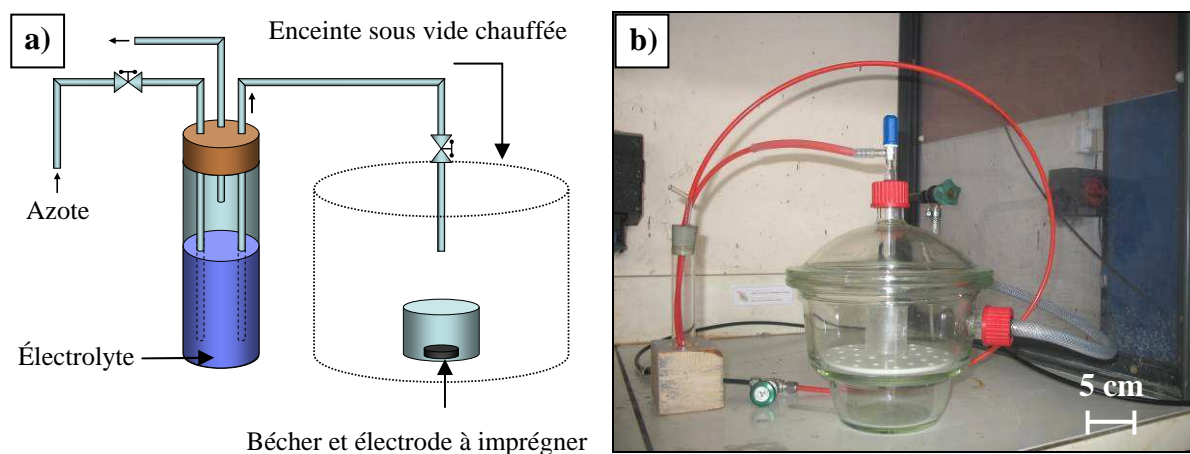 a)
Enceinte sous vide chauffée
Azote
Électrolyte
Bécher et électrode à imprégner
b)
5 cm